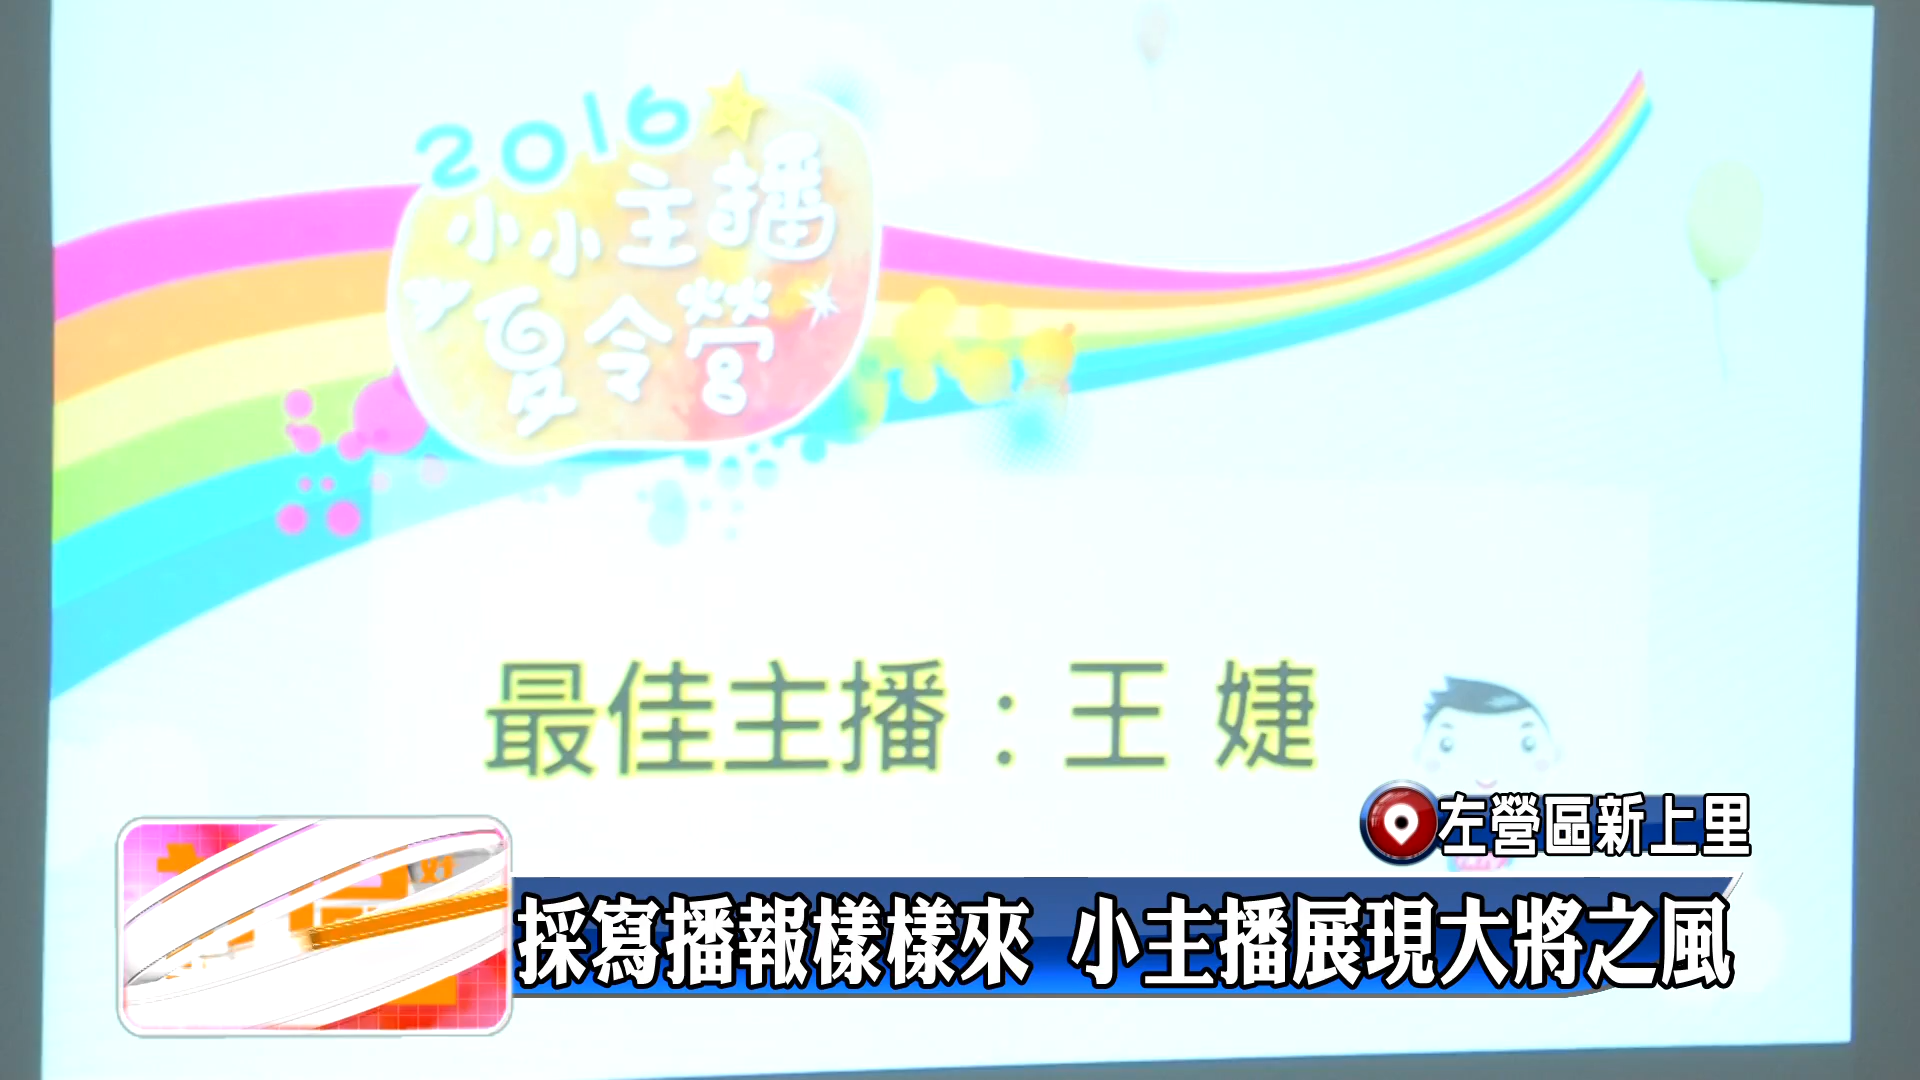 2016
小小主播
夏令營
最佳主播：王 婕
左營區新上里
採寫播報樣樣來 小主播展現大將之風